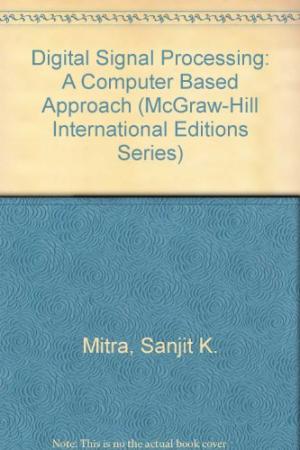 Digital Signal Processing:
A Computer Based
Approach (McGraw-Hill
International Editions
Series)
Mitra, Sanjit K.
Note: This is no the actual book cover